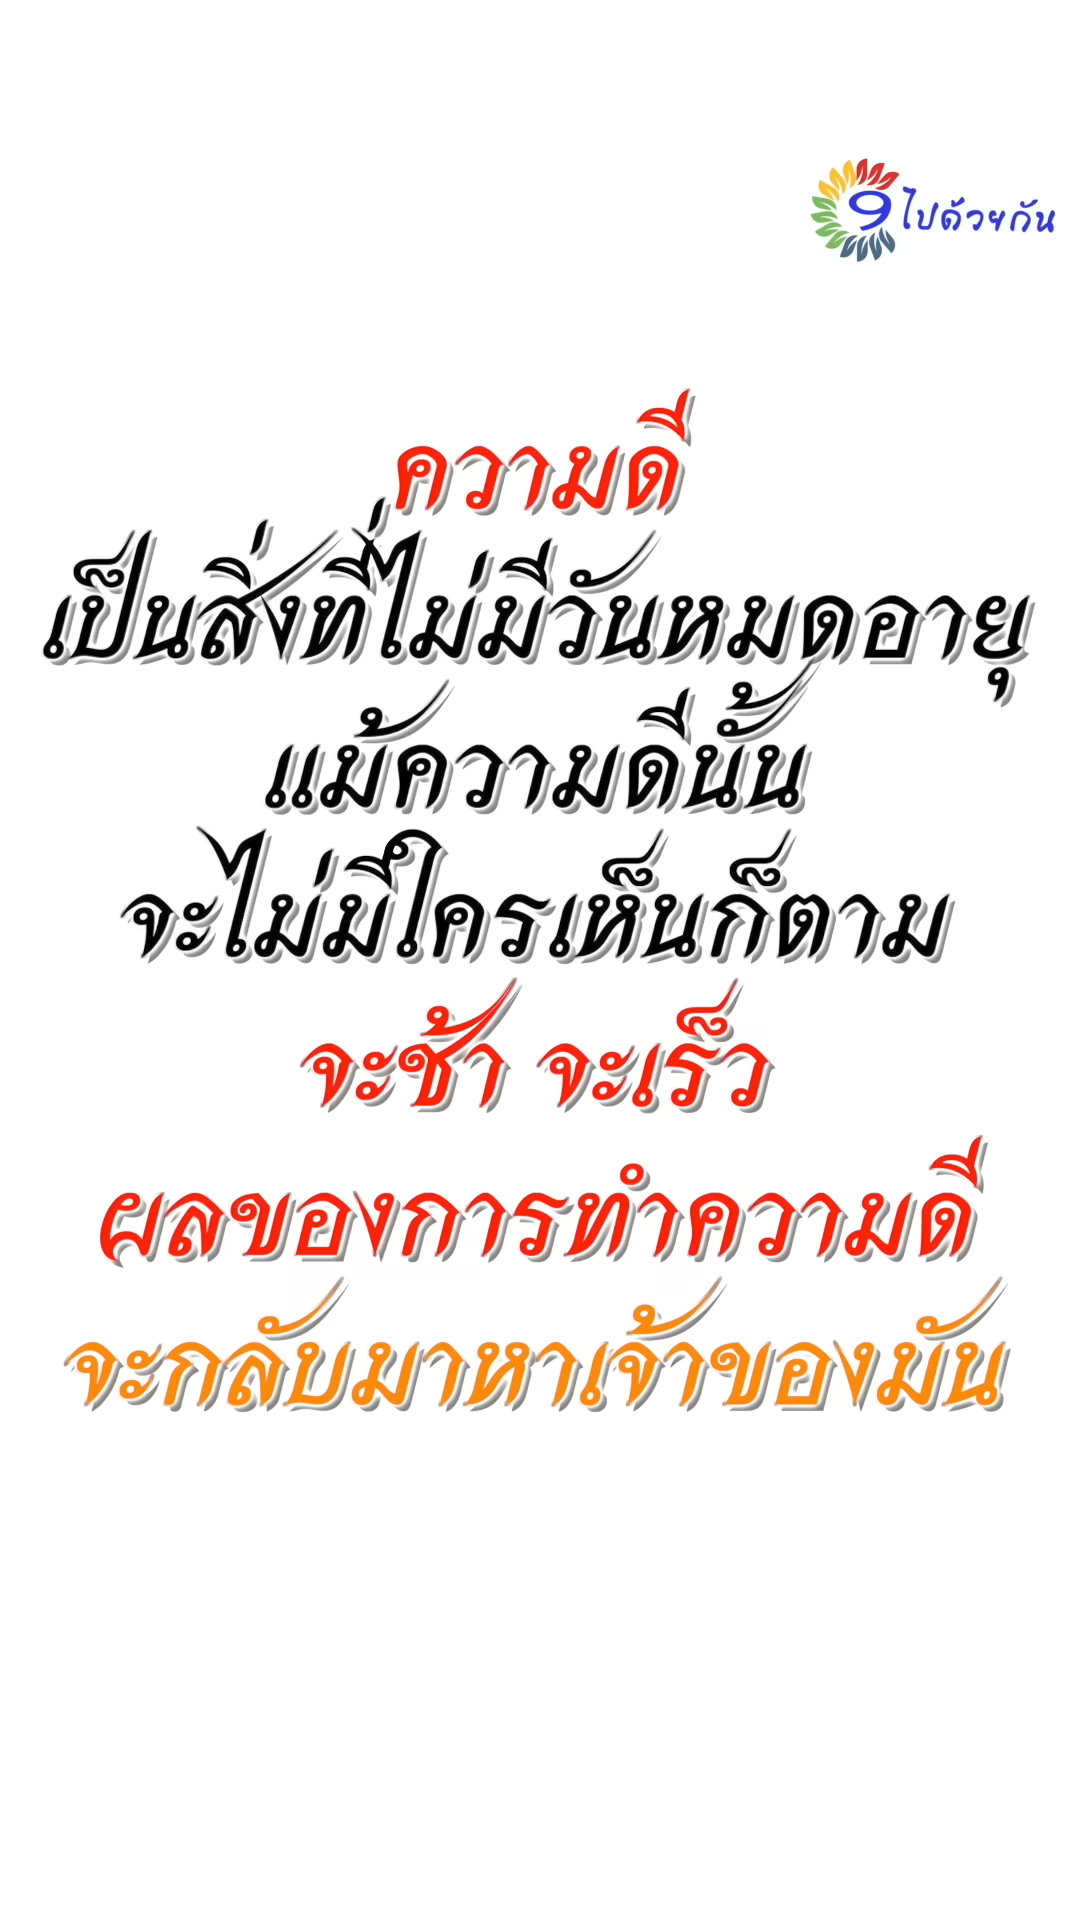 9 ไปด้วยกัน
ความดี
เป็นสิ่งที่ไม่มีวันหมดอายุ
แม้ความดีนั้น
จะไม่มีใครเห็นก็ตาม
จะช้า จะเร็ว
ผลของการทำความดี
จะกลับมาหาเจ้าของมัน